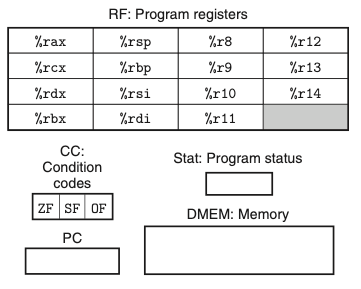 RF: Program registers
%rax %rsp %r8 %r12
%rcx %rbp %r9 %r13
%rdx %rsi %r10 %r14
%rbx %rdi %r11
CC:
Condition
codes
ZF SF OF
PC
Stat: Program status
DMEM: Memory